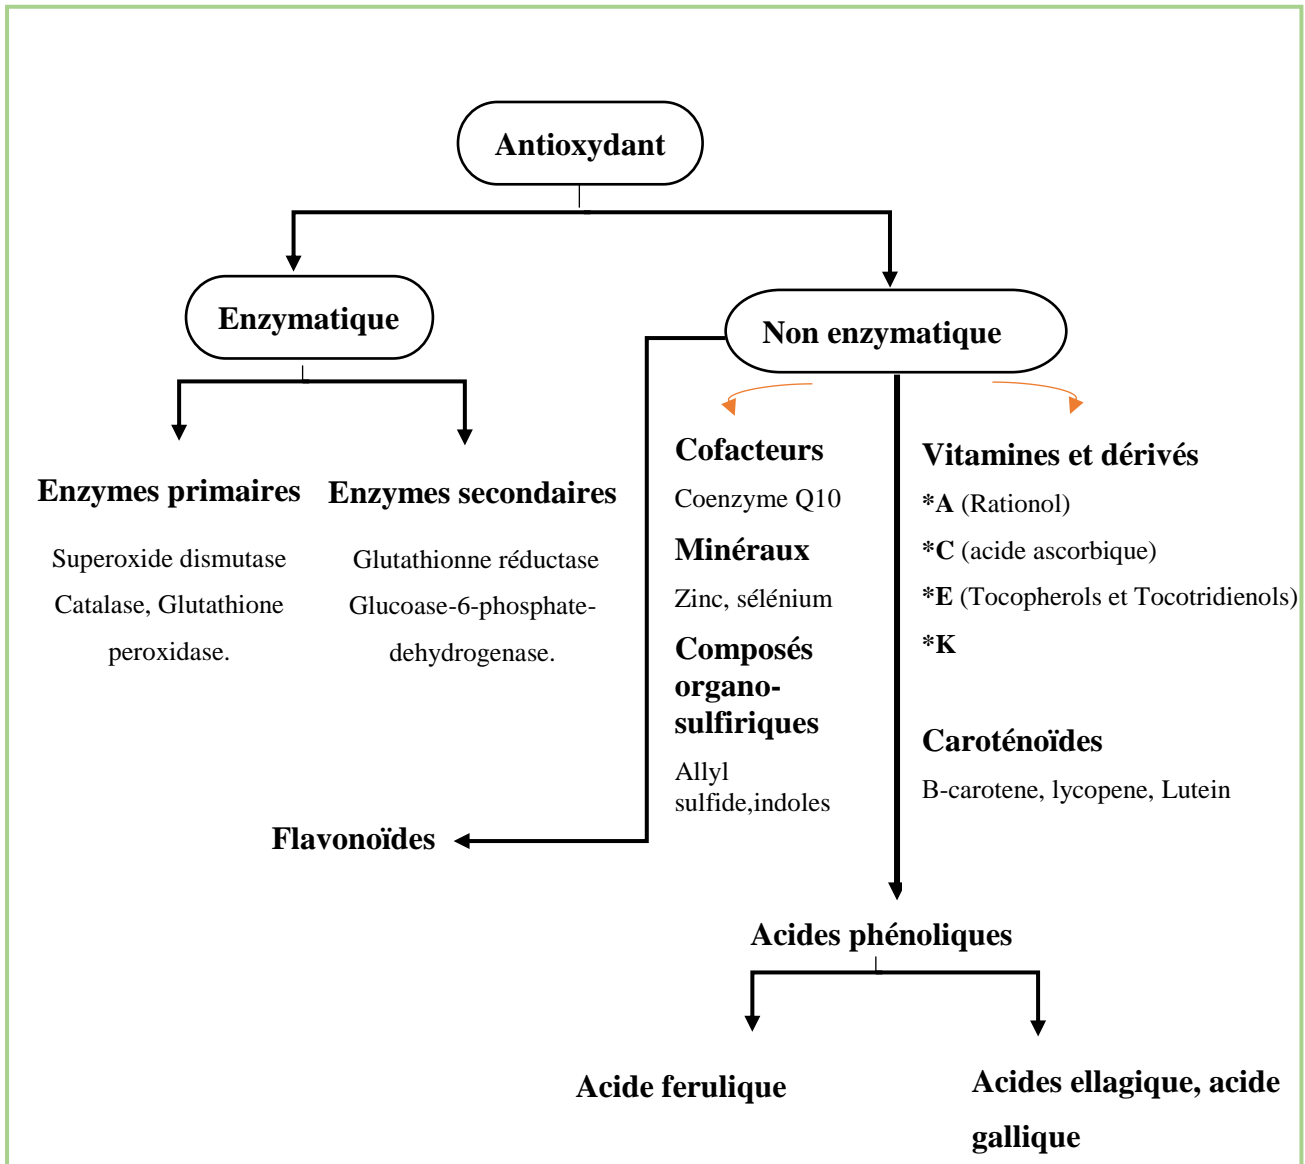 Antioxydant
Enzymatique
Non enzymatique
Enzymes primaires
Superoxide dismutase
Catalase, Glutathione
peroxidase.
Enzymes secondaires
Glutathionne réductase
Glucoase-6-phosphate-
dehydrogenase.
Cofacteurs
Coenzyme Q10
Minéraux
Zinc, sélénium
Composés
organo-
sulfiriques
Allyl
sulfide,indoles
Vitamines et dérivés
*A (Rationol)
*C (acide ascorbique)
*E (Tocopherols et Tocotridienols)
*K
Caroténoïdes
B-carotene, lycopene, Lutein
Flavonoïdes
Acides phénoliques
Acide ferulique
Acides ellagique, acide
gallique